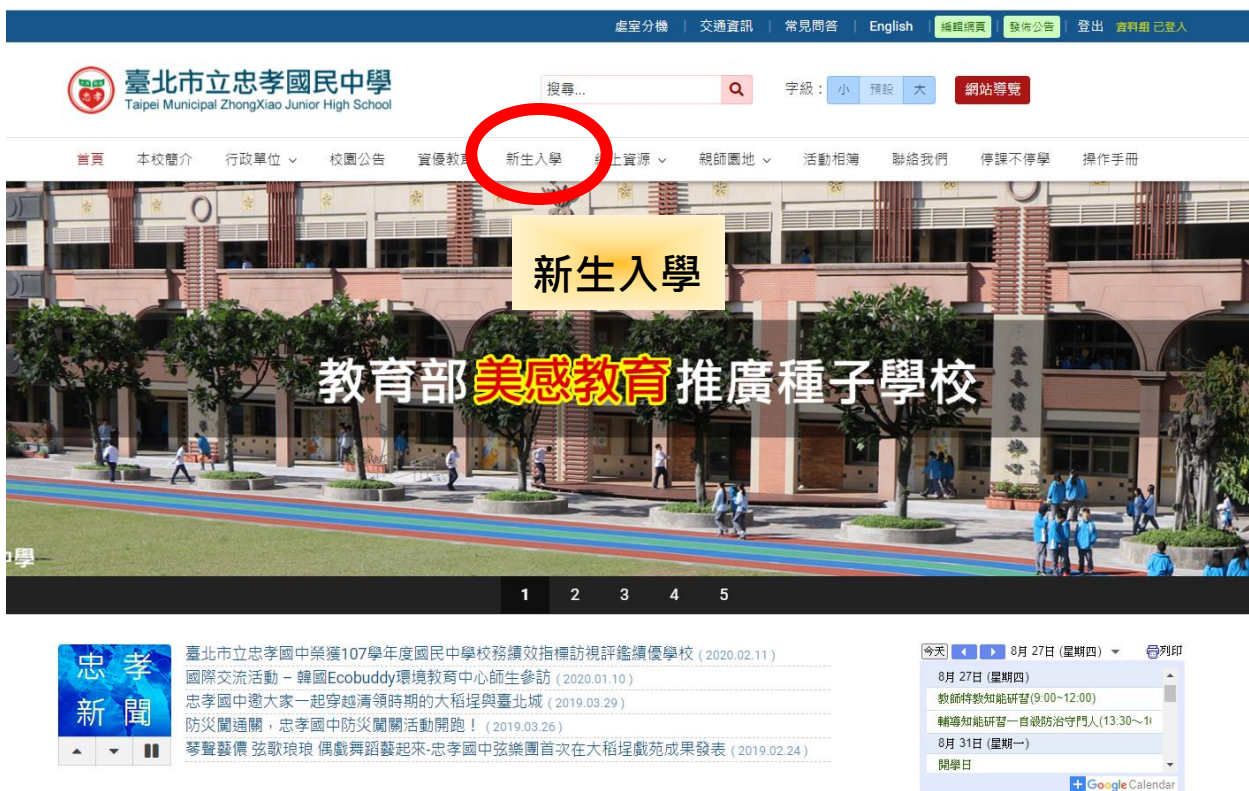 處室分機 | 交通資訊 | 常見問答 | English | 編輯網頁 | 發佈公告 | 登出 資料組 已登入
臺北市立忠孝國民中學
Taipei Municipal ZhongXiao Junior High School
忠孝
搜尋...
字級： 小 預設 大
網站導覽
首頁 本校簡介 行政單位 校園公告 資優教育 新生入學 線上資源 親師園地 活動相簿 聯絡我們 停課不停學 操作手冊
新生入學
教育部美感教育推廣種子學校
中學
1 2 3 4 5
忠孝
新聞
臺北市立忠孝國中榮獲107學年度國民中學校務績效指標訪視評鑑績優學校 ( 2020.02.11 )
國際交流活動 – 韓國Ecobuddy環境教育中心師生參訪 ( 2020.01.10 )
忠孝國中邀大家一起穿越清領時期的大稻埕與臺北城 ( 2019.03.29 )
防災闖通關，忠孝國中防災闖關活動開跑！ ( 2019.03.26 )
琴聲藝儂 弦歌琅琅 偶戲舞蹈藝起來-忠孝國中弦樂團首次在大稻埕戲苑成果發表 ( 2019.02.24 )
今天 8月 27日 (星期四) 列印
8月 27日 (星期四)
教師特教知能研習(9:00~12:00)
輔導知能研習一自殺防治守門人(13:30～1
8月 31日 (星期一)
開學日
Google Calendar